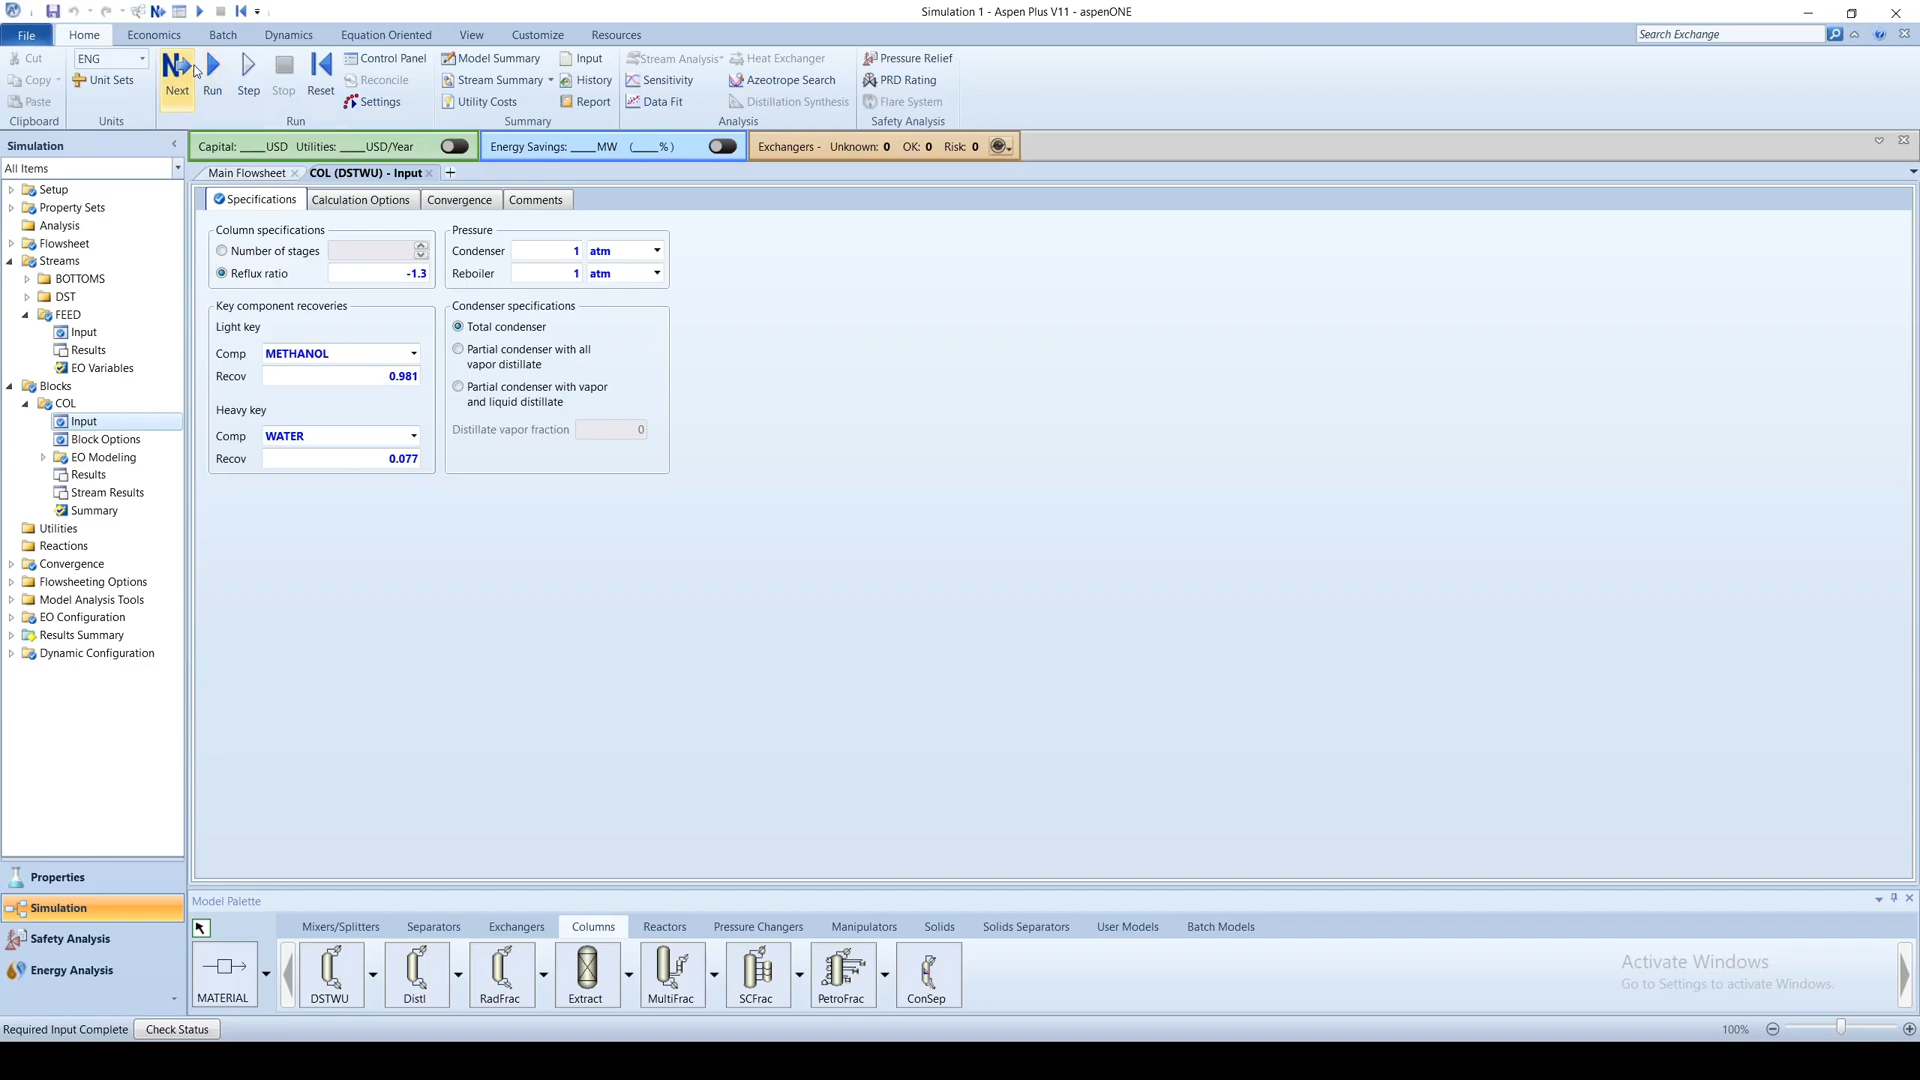 Simulation 1 - Aspen Plus V11 - aspenONE
File Home Economics Batch Dynamics Equation Oriented View Customize Resources Search Exchange
Cut ENG Next Run Step Stop Reset Control Panel Model Summary Input Stream Analysis Heat Exchanger Pressure Relief
Copy Unit Sets Reconcile Stream Summary History Sensitivity Azeotrope Search PRD Rating
Paste Settings Utility Costs Report Data Fit Distillation Synthesis Flare System
Clipboard Units Run Summary Analysis Safety Analysis
Simulation
Capital: ____USD Utilities: ____USD/Year Energy Savings: ____MW (____%) Exchangers - Unknown: 0 OK: 0 Risk: 0
All Items
Main Flowsheet COL (DSTWU) - Input +
Setup
Property Sets
Analysis
Flowsheet
Streams
BOTTOMS
DST
FEED
Input
Results
EO Variables
Blocks
COL
Input
Block Options
EO Modeling
Results
Stream Results
Summary
Utilities
Reactions
Convergence
Flowsheeting Options
Model Analysis Tools
EO Configuration
Results Summary
Dynamic Configuration
Properties
Simulation
Safety Analysis
Energy Analysis
Specifications Calculation Options Convergence Comments
Column specifications
Number of stages
Reflux ratio -1.3
Pressure
Condenser 1 atm
Reboiler 1 atm
Key component recoveries
Light key
Comp METHANOL
Recov 0.981
Heavy key
Comp WATER
Recov 0.077
Condenser specifications
Total condenser
Partial condenser with all
vapor distillate
Partial condenser with vapor
and liquid distillate
Distillate vapor fraction 0
Model Palette
Mixers/Splitters Separators Exchangers Columns Reactors Pressure Changers Manipulators Solids Solids Separators User Models Batch Models
MATERIAL DSTWU Distl RadFrac Extract MultiFrac SCFrac PetroFrac ConSep
Activate Windows
Go to Settings to activate Windows.
Required Input Complete Check Status 100%